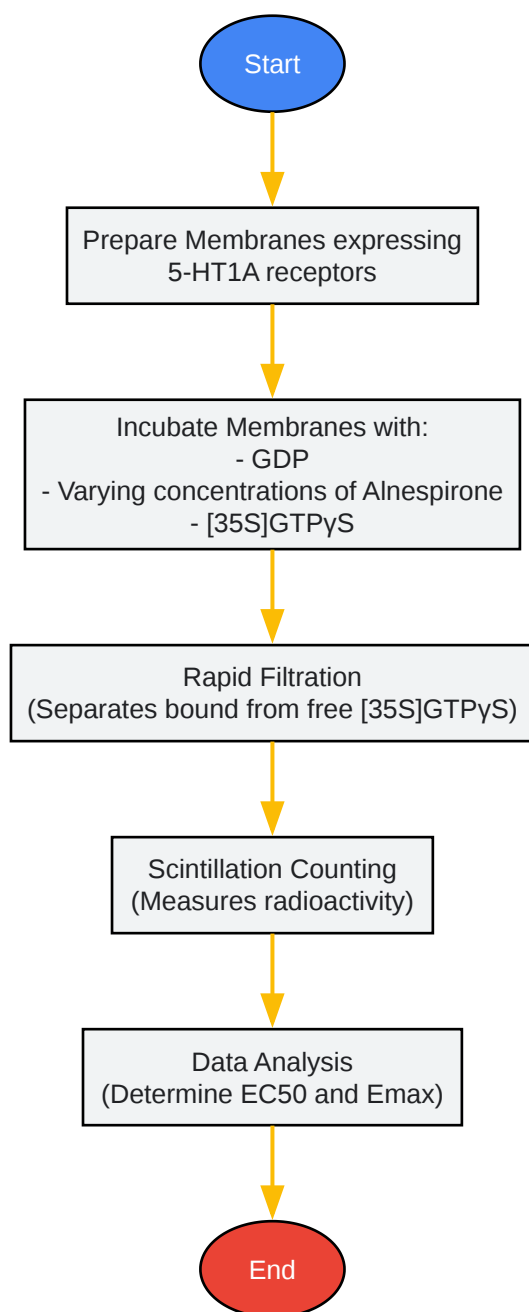 Start
Prepare Membranes expressing
5-HT1A receptors
Incubate Membranes with:
- GDP
- Varying concentrations of Alnespirone
- [35S]GTPγS
Rapid Filtration
(Separates bound from free [35S]GTPγS)
Scintillation Counting
(Measures radioactivity)
Data Analysis
(Determine EC50 and Emax)
End